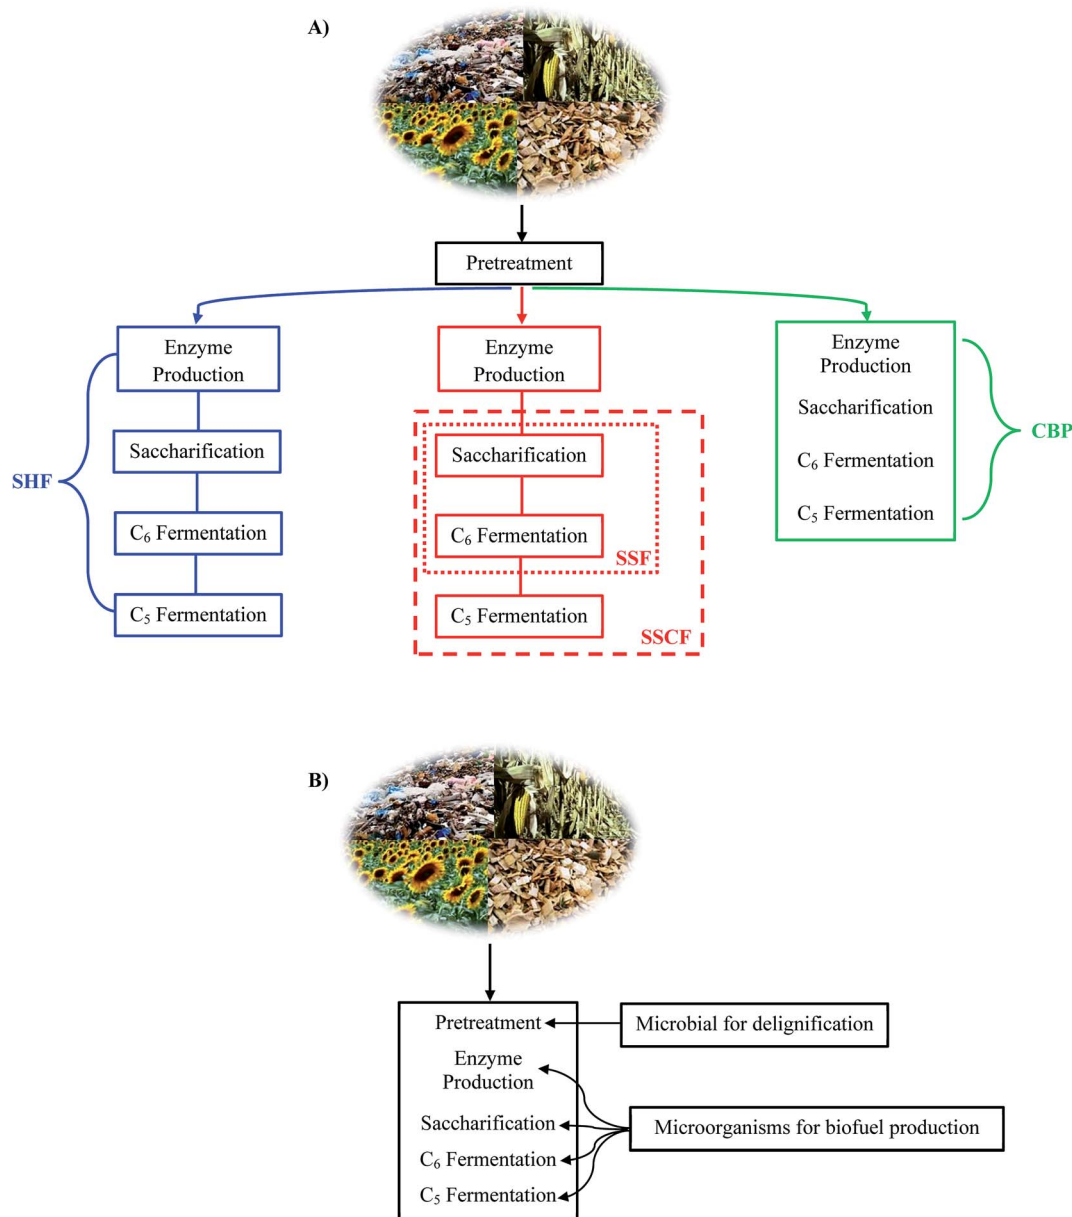 A)
Pretreatment
Enzyme
Production
Saccharification
C₆ Fermentation
C₅ Fermentation
SHF
Enzyme
Production
Saccharification
C₆ Fermentation
SSF
C₅ Fermentation
SSCF
Enzyme
Production
Saccharification
C₆ Fermentation
C₅ Fermentation
CBP
B)
Pretreatment
Microbial for delignification
Enzyme
Production
Saccharification
Microorganisms for biofuel production
C₆ Fermentation
C₅ Fermentation